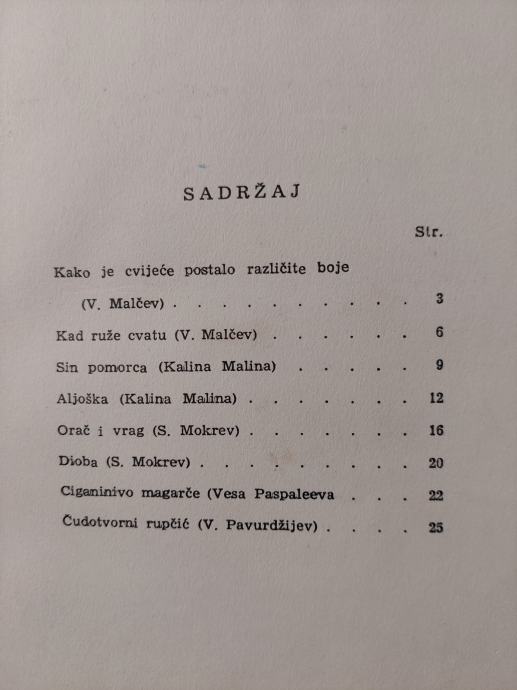 SADRŽAJ
Str.
Kako je cvijeće postalo različite boje
(V. Malčev) . . . . . . . . . . 3
Kad ruže cvatu (V. Malčev) . . . . . . 6
Sin pomorca (Kalina Malina) . . . . . 9
Aljoška (Kalina Malina) . . . . . . . 12
Orač i vrag (S. Mokrev) . . . . . . . 16
Dioba (S. Mokrev) . . . . . . . . . 20
Ciganinivo magarče (Vesa Paspaleeva . . . 22
Čudotvorni rupčić (V. Pavurdžijev) . . . . 25